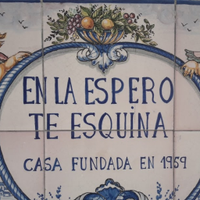 EN LA ESPERO
TE ESQUINA
CASA FUNDADA EN 1959